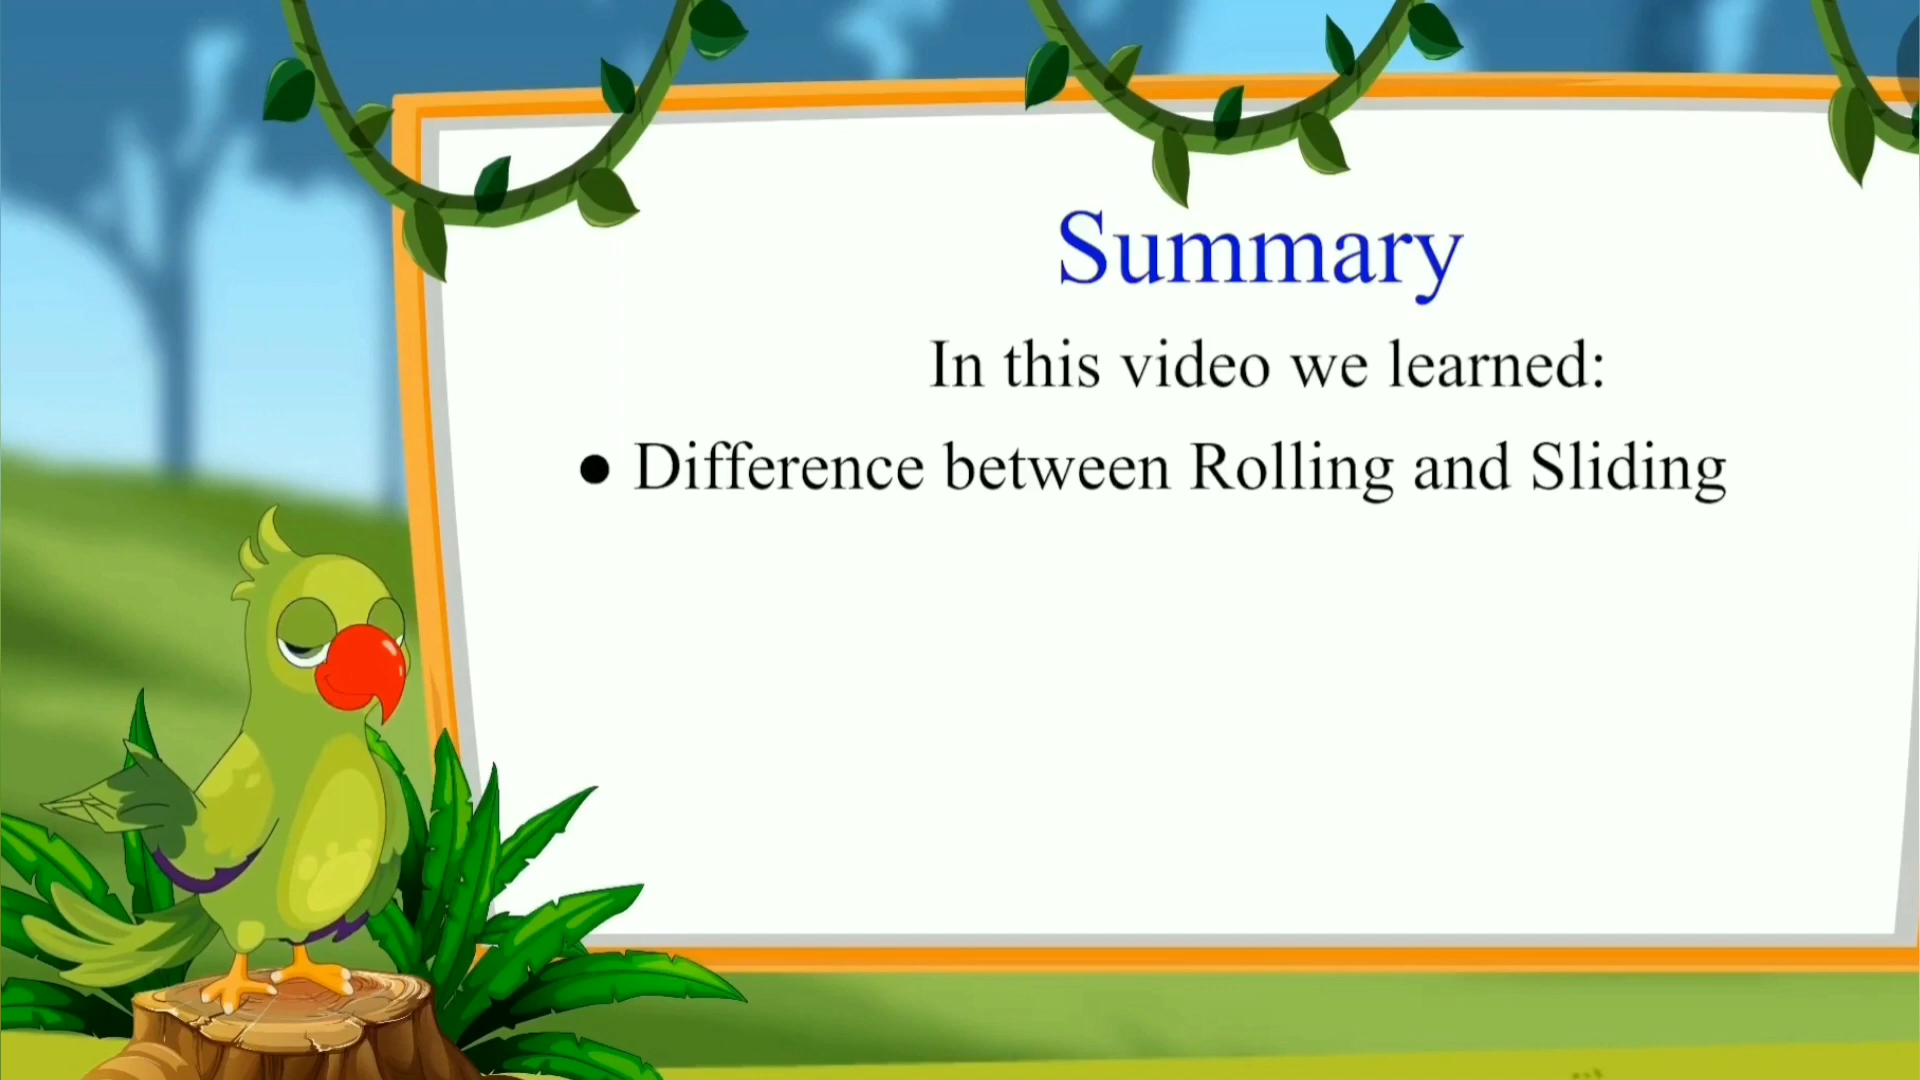 Summary
In this video we learned:
● Difference between Rolling and Sliding